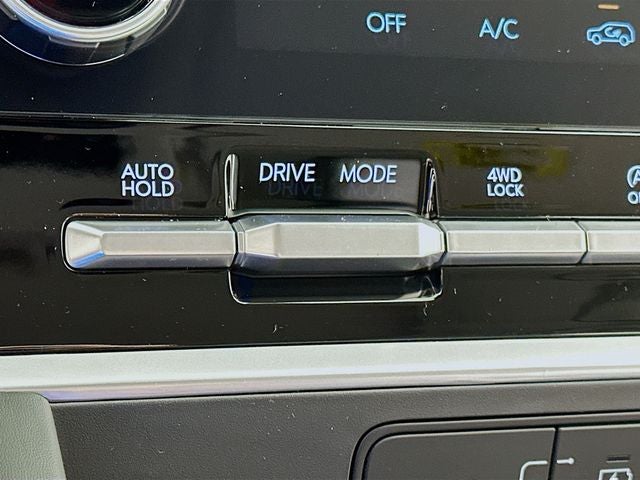 OFF A/C
AUTO
HOLD
DRIVE MODE
4WD
LOCK